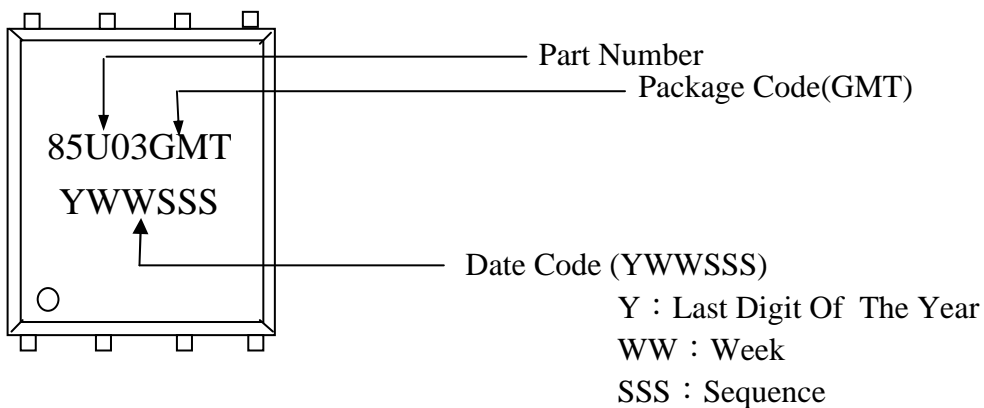 Part Number
Package Code(GMT)
85U03GMT
YWWSSS
Date Code (YWWSSS)
Y：Last Digit Of The Year
WW：Week
SSS：Sequence